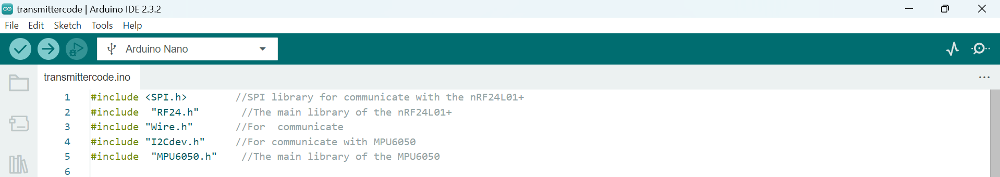 transmittercode | Arduino IDE 2.3.2
File Edit Sketch Tools Help
Arduino Nano
transmittercode.ino
1 #include <SPI.h> //SPI library for communicate with the nRF24L01+
2 #include "RF24.h" //The main library of the nRF24L01+
3 #include "Wire.h" //For communicate
4 #include "I2Cdev.h" //For communicate with MPU6050
5 #include "MPU6050.h" //The main library of the MPU6050
6